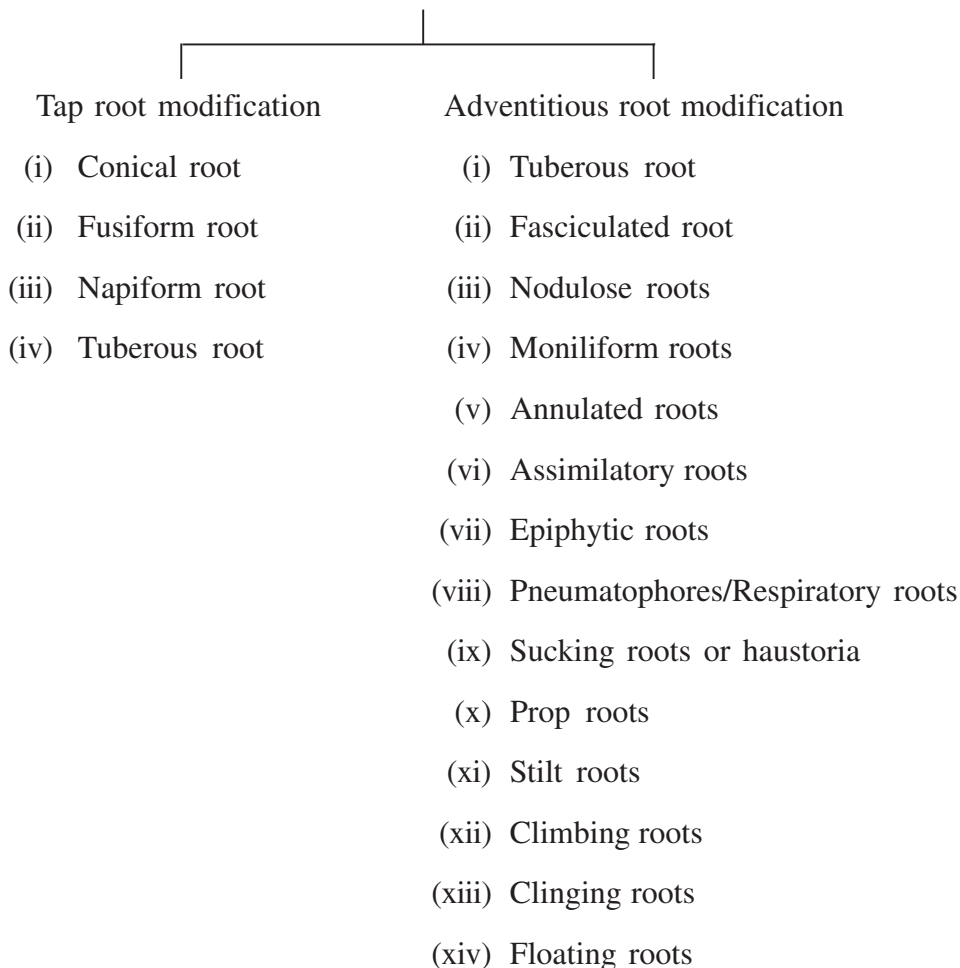 Tap root modification
(i) Conical root
(ii) Fusiform root
(iii) Napiform root
(iv) Tuberous root
Adventitious root modification
(i) Tuberous root
(ii) Fasciculated root
(iii) Nodulose roots
(iv) Moniliform roots
(v) Annulated roots
(vi) Assimilatory roots
(vii) Epiphytic roots
(viii) Pneumatophores/Respiratory roots
(ix) Sucking roots or haustoria
(x) Prop roots
(xi) Stilt roots
(xii) Climbing roots
(xiii) Clinging roots
(xiv) Floating roots